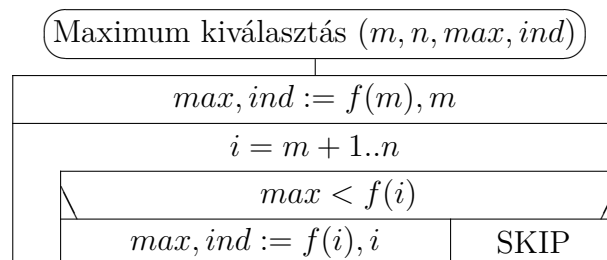 Maximum kiválasztás (m, n, max, ind)
max, ind := f(m), m
i = m + 1..n
max < f(i)
max, ind := f(i), i SKIP